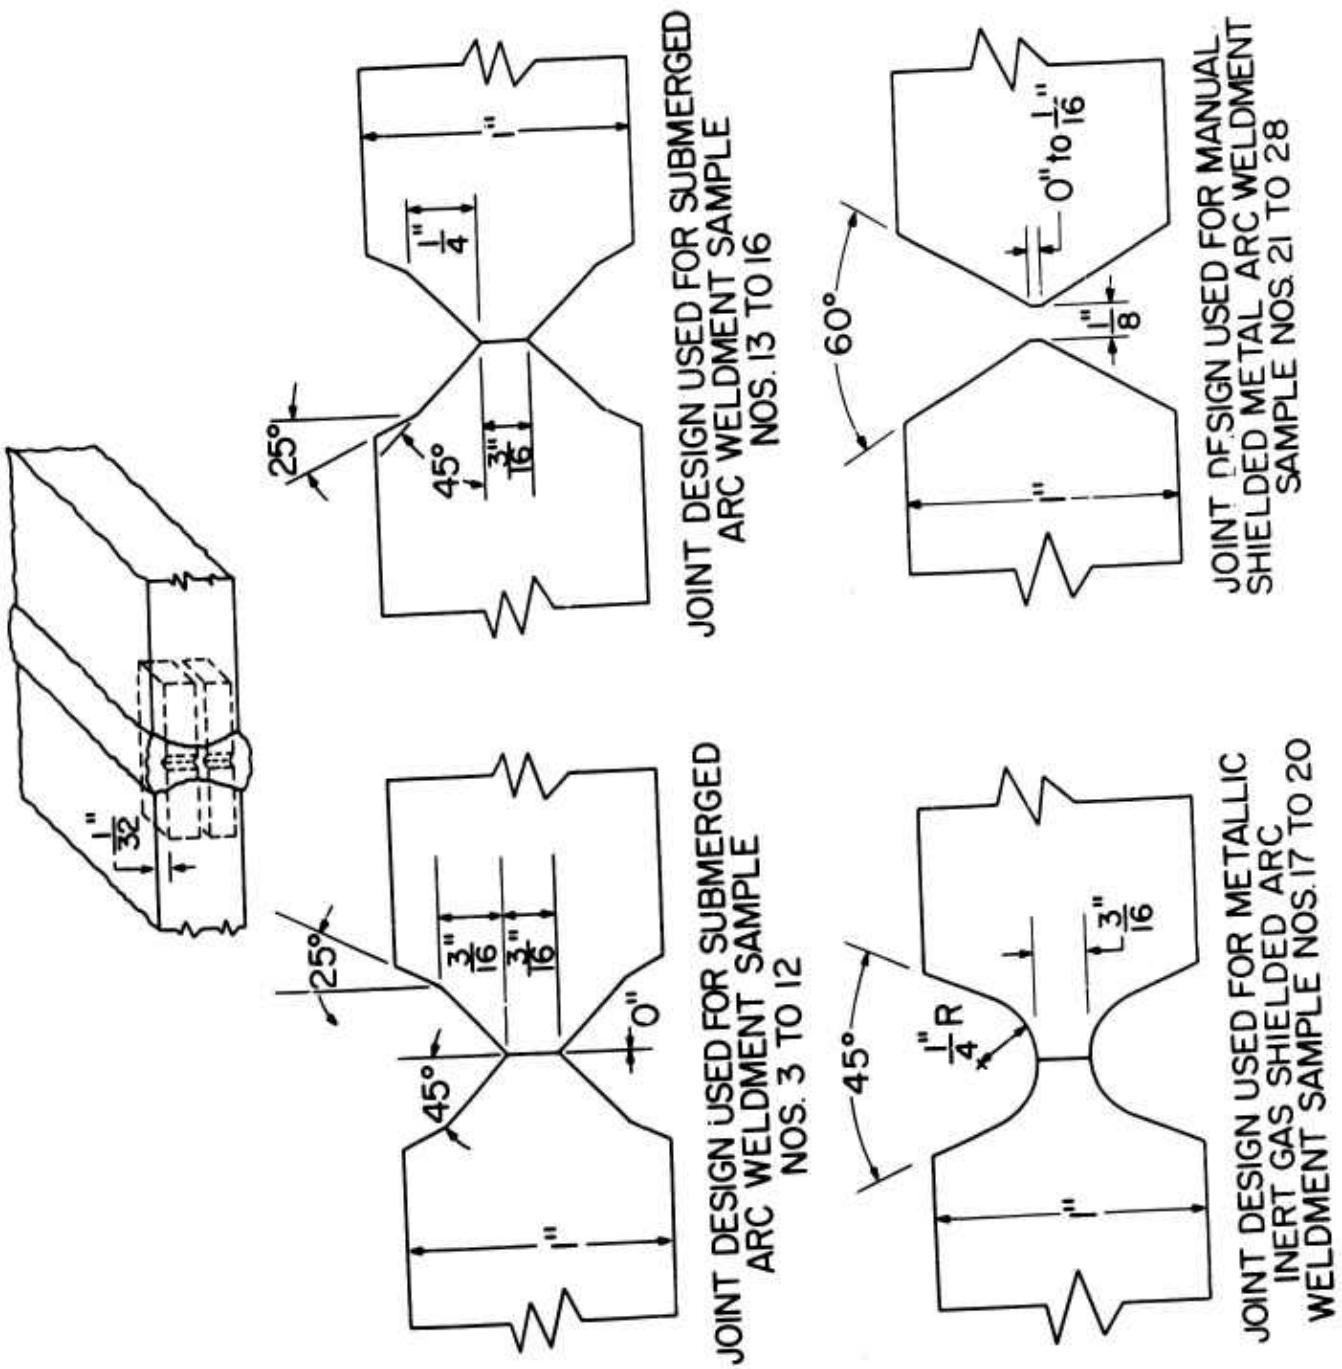 1"
32
25°
45°
3"
16
3"
16
0"
1"
JOINT DESIGN USED FOR SUBMERGED
ARC WELDMENT SAMPLE
NOS. 3 TO 12
25°
45°
1"
4
3"
16
1"
JOINT DESIGN USED FOR SUBMERGED
ARC WELDMENT SAMPLE
NOS. 13 TO 16
45°
1"
4 R
3"
16
1"
JOINT DESIGN USED FOR METALLIC
INERT GAS SHIELDED ARC
WELDMENT SAMPLE NOS. 17 TO 20
60°
0" to 1"
16
1"
8
1"
JOINT DESIGN USED FOR MANUAL
SHIELDED METAL ARC WELDMENT
SAMPLE NOS. 21 TO 28